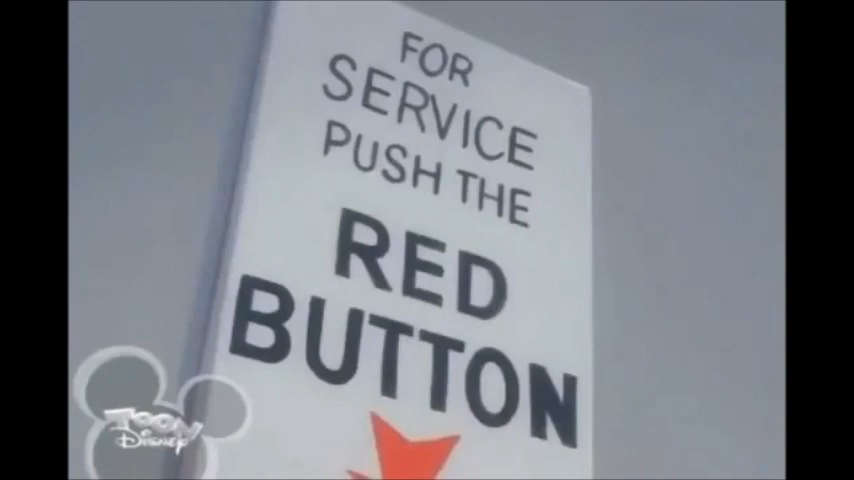 FOR
SERVICE
PUSH THE
RED
BUTTON
TOON
DISNEY